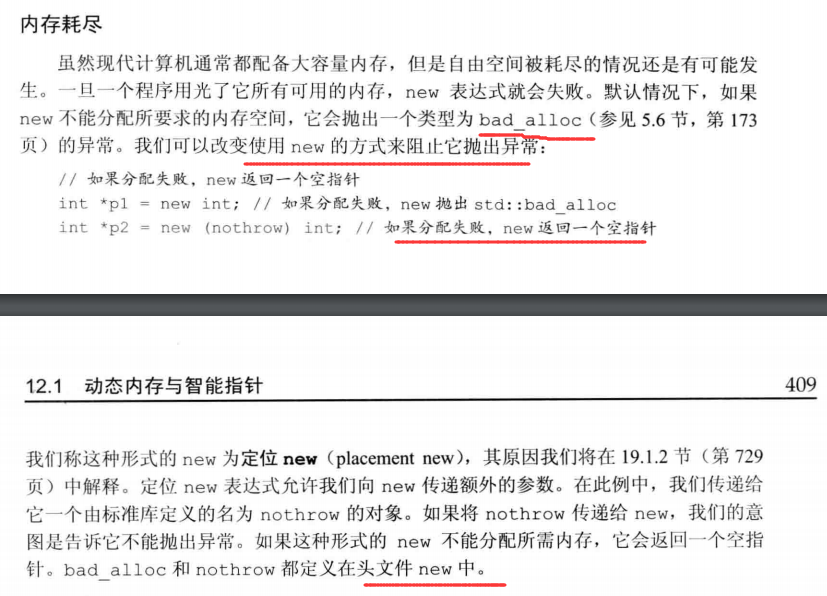 内存耗尽
虽然现代计算机通常都配备大容量内存，但是自由空间被耗尽的情况还是有可能发
生。一旦一个程序用光了它所有可用的内存，new 表达式就会失败。默认情况下，如果
new 不能分配所要求的内存空间，它会抛出一个类型为 bad_alloc（参见 5.6 节，第 173
页）的异常。我们可以改变使用 new 的方式来阻止它抛出异常：
// 如果分配失败，new 返回一个空指针
int *p1 = new int; // 如果分配失败，new 抛出 std::bad_alloc
int *p2 = new (nothrow) int; // 如果分配失败，new 返回一个空指针
12.1 动态内存与智能指针 409
我们称这种形式的 new 为定位 new（placement new），其原因我们将在 19.1.2 节（第 729
页）中解释。定位 new 表达式允许我们向 new 传递额外的参数。在此例中，我们传递给
它一个由标准库定义的名为 nothrow 的对象。如果将 nothrow 传递给 new，我们的意
图是告诉它不能抛出异常。如果这种形式的 new 不能分配所需内存，它会返回一个空指
针。bad_alloc 和 nothrow 都定义在头文件 new 中。